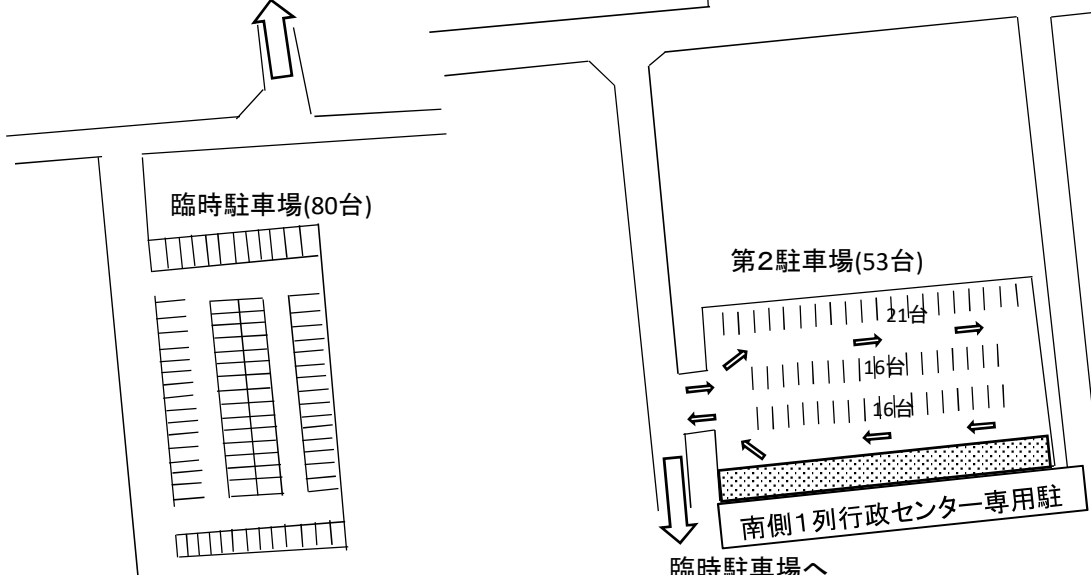 臨時駐車場(80台)
第2駐車場(53台)
21台
16台
16台
南側1列行政センター専用駐
臨時駐車場へ